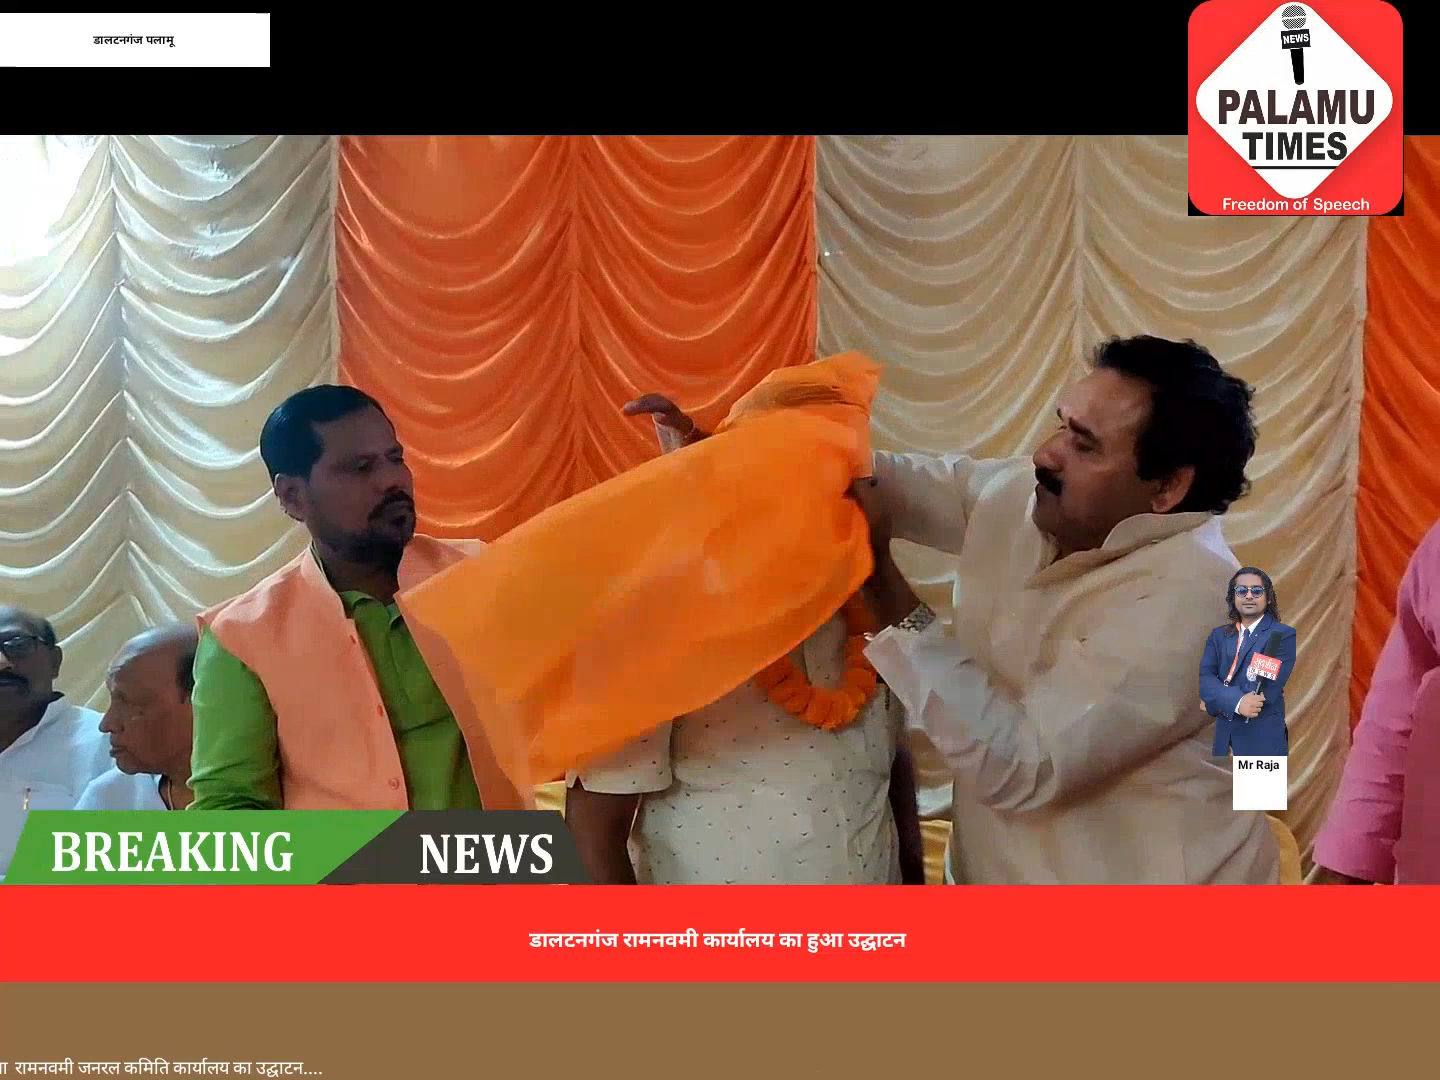 डालटनगंज पलामू
NEWS
PALAMU
TIMES
Freedom of Speech
Mr Raja
BREAKING NEWS
डालटनगंज रामनवमी कार्यालय का हुआ उद्घाटन
रामनवमी जनरल कमिति कार्यालय का उद्घाटन....